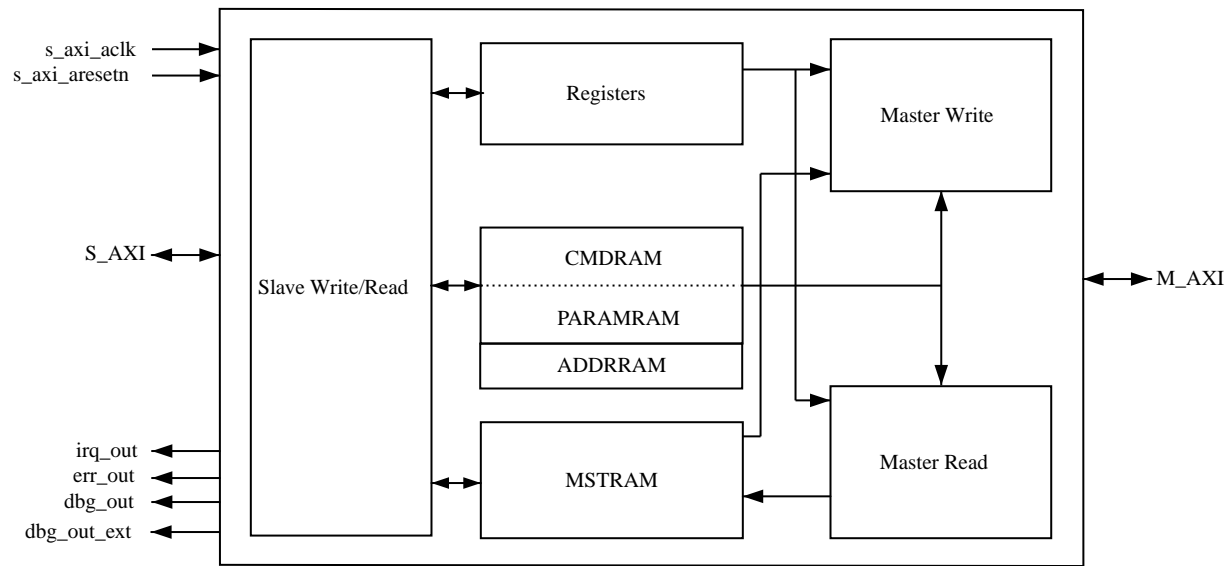 s_axi_aclk
s_axi_aresetn
S_AXI
irq_out
err_out
dbg_out
dbg_out_ext
Slave Write/Read
Registers
CMDRAM
PARAMRAM
ADDRRAM
MSTRAM
Master Write
Master Read
M_AXI